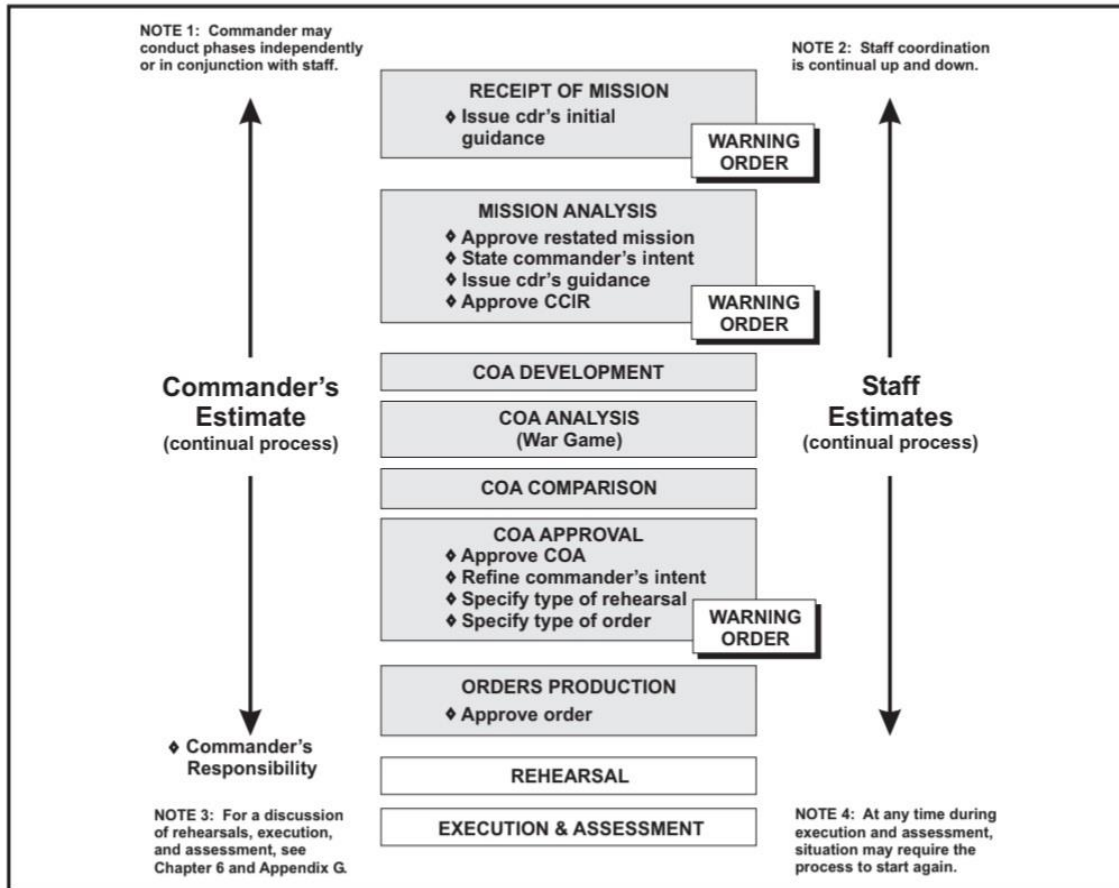 NOTE 1: Commander may
conduct phases independently
or in conjunction with staff.
NOTE 2: Staff coordination
is continual up and down.
RECEIPT OF MISSION
◊ Issue cdr's initial
guidance
WARNING
ORDER
MISSION ANALYSIS
◊ Approve restated mission
◊ State commander's intent
◊ Issue cdr's guidance
◊ Approve CCIR
WARNING
ORDER
COA DEVELOPMENT
Commander's
Estimate
(continual process)
COA ANALYSIS
(War Game)
Staff
Estimates
(continual process)
COA COMPARISON
COA APPROVAL
◊ Approve COA
◊ Refine commander's intent
◊ Specify type of rehearsal
◊ Specify type of order
WARNING
ORDER
ORDERS PRODUCTION
◊ Approve order
◊ Commander's
Responsibility
REHEARSAL
EXECUTION & ASSESSMENT
NOTE 3: For a discussion
of rehearsals, execution,
and assessment, see
Chapter 6 and Appendix G.
NOTE 4: At any time during
execution and assessment,
situation may require the
process to start again.